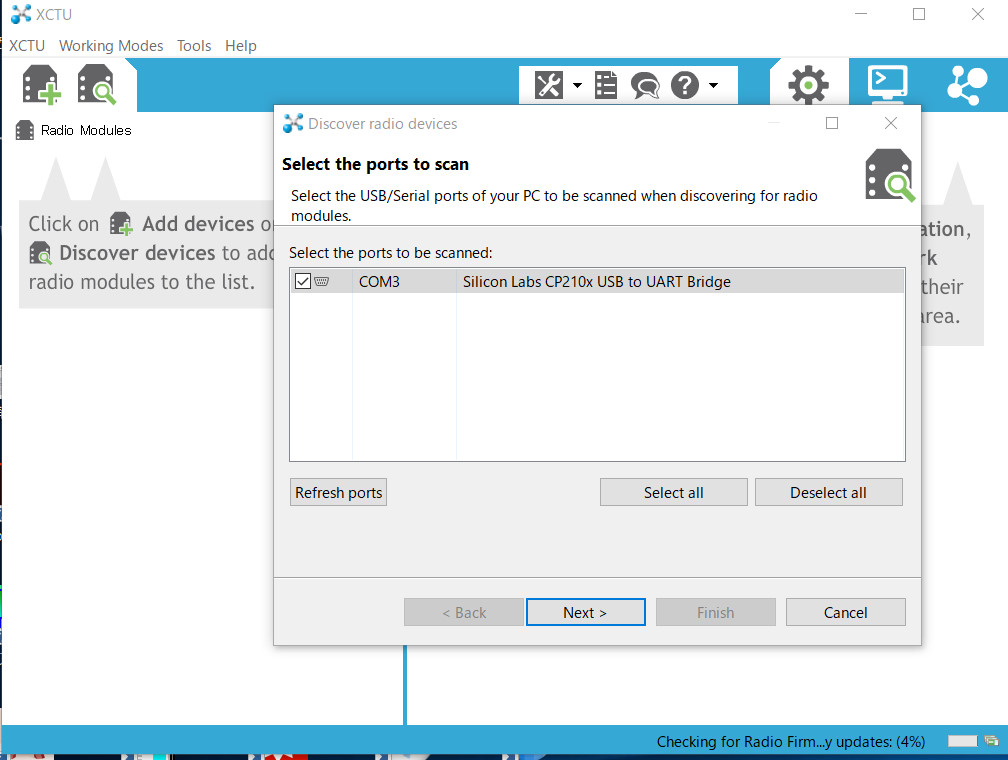 XCTU
XCTU Working Modes Tools Help
Radio Modules
Click on Add devices o
Discover devices to add
radio modules to the list.
Discover radio devices
Select the ports to scan
Select the USB/Serial ports of your PC to be scanned when discovering for radio
modules.
Select the ports to be scanned:
COM3 Silicon Labs CP210x USB to UART Bridge
Refresh ports Select all Deselect all
< Back Next > Finish Cancel
ation,
rk
their
area.
Checking for Radio Firm...y updates: (4%)